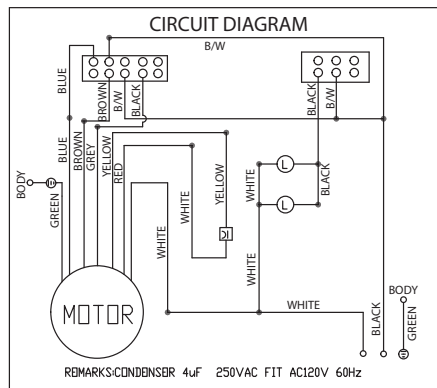 CIRCUIT DIAGRAM
B/W
BLUE
BROWN
B/W
BLACK
BLACK
B/W
BLUE
BROWN
GREY
YELLOW
RED
WHITE
YELLOW
WHITE
L
BLACK
L
BODY
GREEN
WHITE
WHITE
WHITE
BLACK
BODY
GREEN
MOTOR
REMARKS:CONDENSER 4uF 250VAC FIT AC120V 60Hz